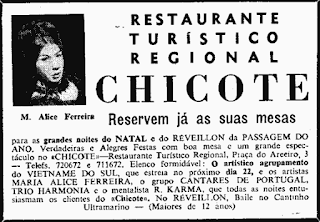 RESTAURANTE
TURÍSTICO
REGIONAL
CHICOTE
M. Alice Ferreira
Reservem já as suas mesas
para as grandes noites do NATAL e do REVEILLON da PASSAGEM DO
ANO. Verdadeiras e Alegres Festas com boa mesa e um grande espec-
táculo no «CHICOTE»—Restaurante Turístico Regional, Praça do Areeiro, 3
— Telefs. 720672 e 711672. Elenco formidável: O artístico agrupamento
do VIETNAME DO SUL, que estreia no próximo dia 22, e os artistas
MARIA ALICE FERREIRA, o grupo CANTARES DE PORTUGAL,
TRIO HARMONIA e o mentalista R. KARMA, que todas as noites entu-
siasmam os clientes do «Chicote». No REVEILLON, Baile no Cantinho
Ultramarino — (Maiores de 12 anos)